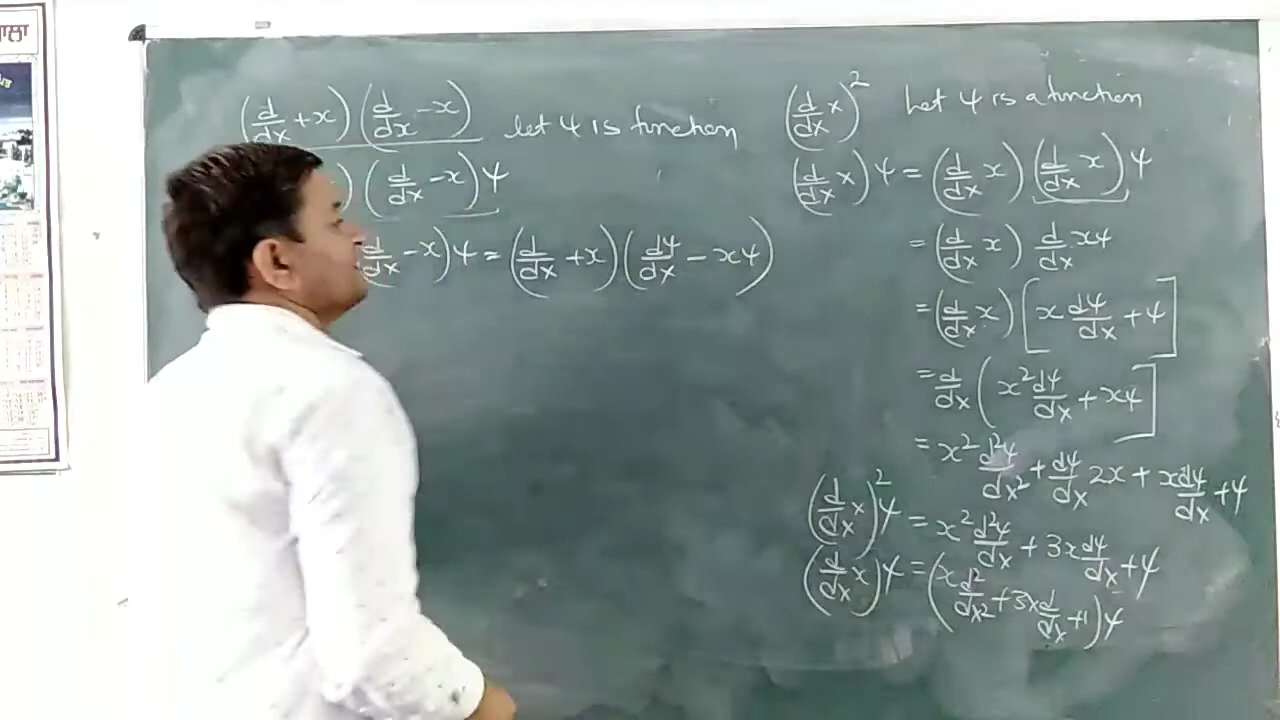 ਾਲਾ
(d/dx +x)(d/dx -x) let ψ is function
)(d/dx -x)ψ
d/dx -x)ψ = (d/dx +x)(dψ/dx - xψ)
(d/dx x)² Let ψ is a function
(d/dx x)ψ = (d/dx x)(d/dx x)ψ
= (d/dx x) d/dx xψ
= (d/dx x)[x dψ/dx + ψ]
= d/dx (x² dψ/dx + xψ]
= x² d²ψ/dx² + dψ/dx 2x + x dψ/dx + ψ
(d/dx x)²ψ = x² d²ψ/dx + 3x dψ/dx + ψ
(d/dx x)ψ = (x d²/dx² + 3x d/dx +1)ψ